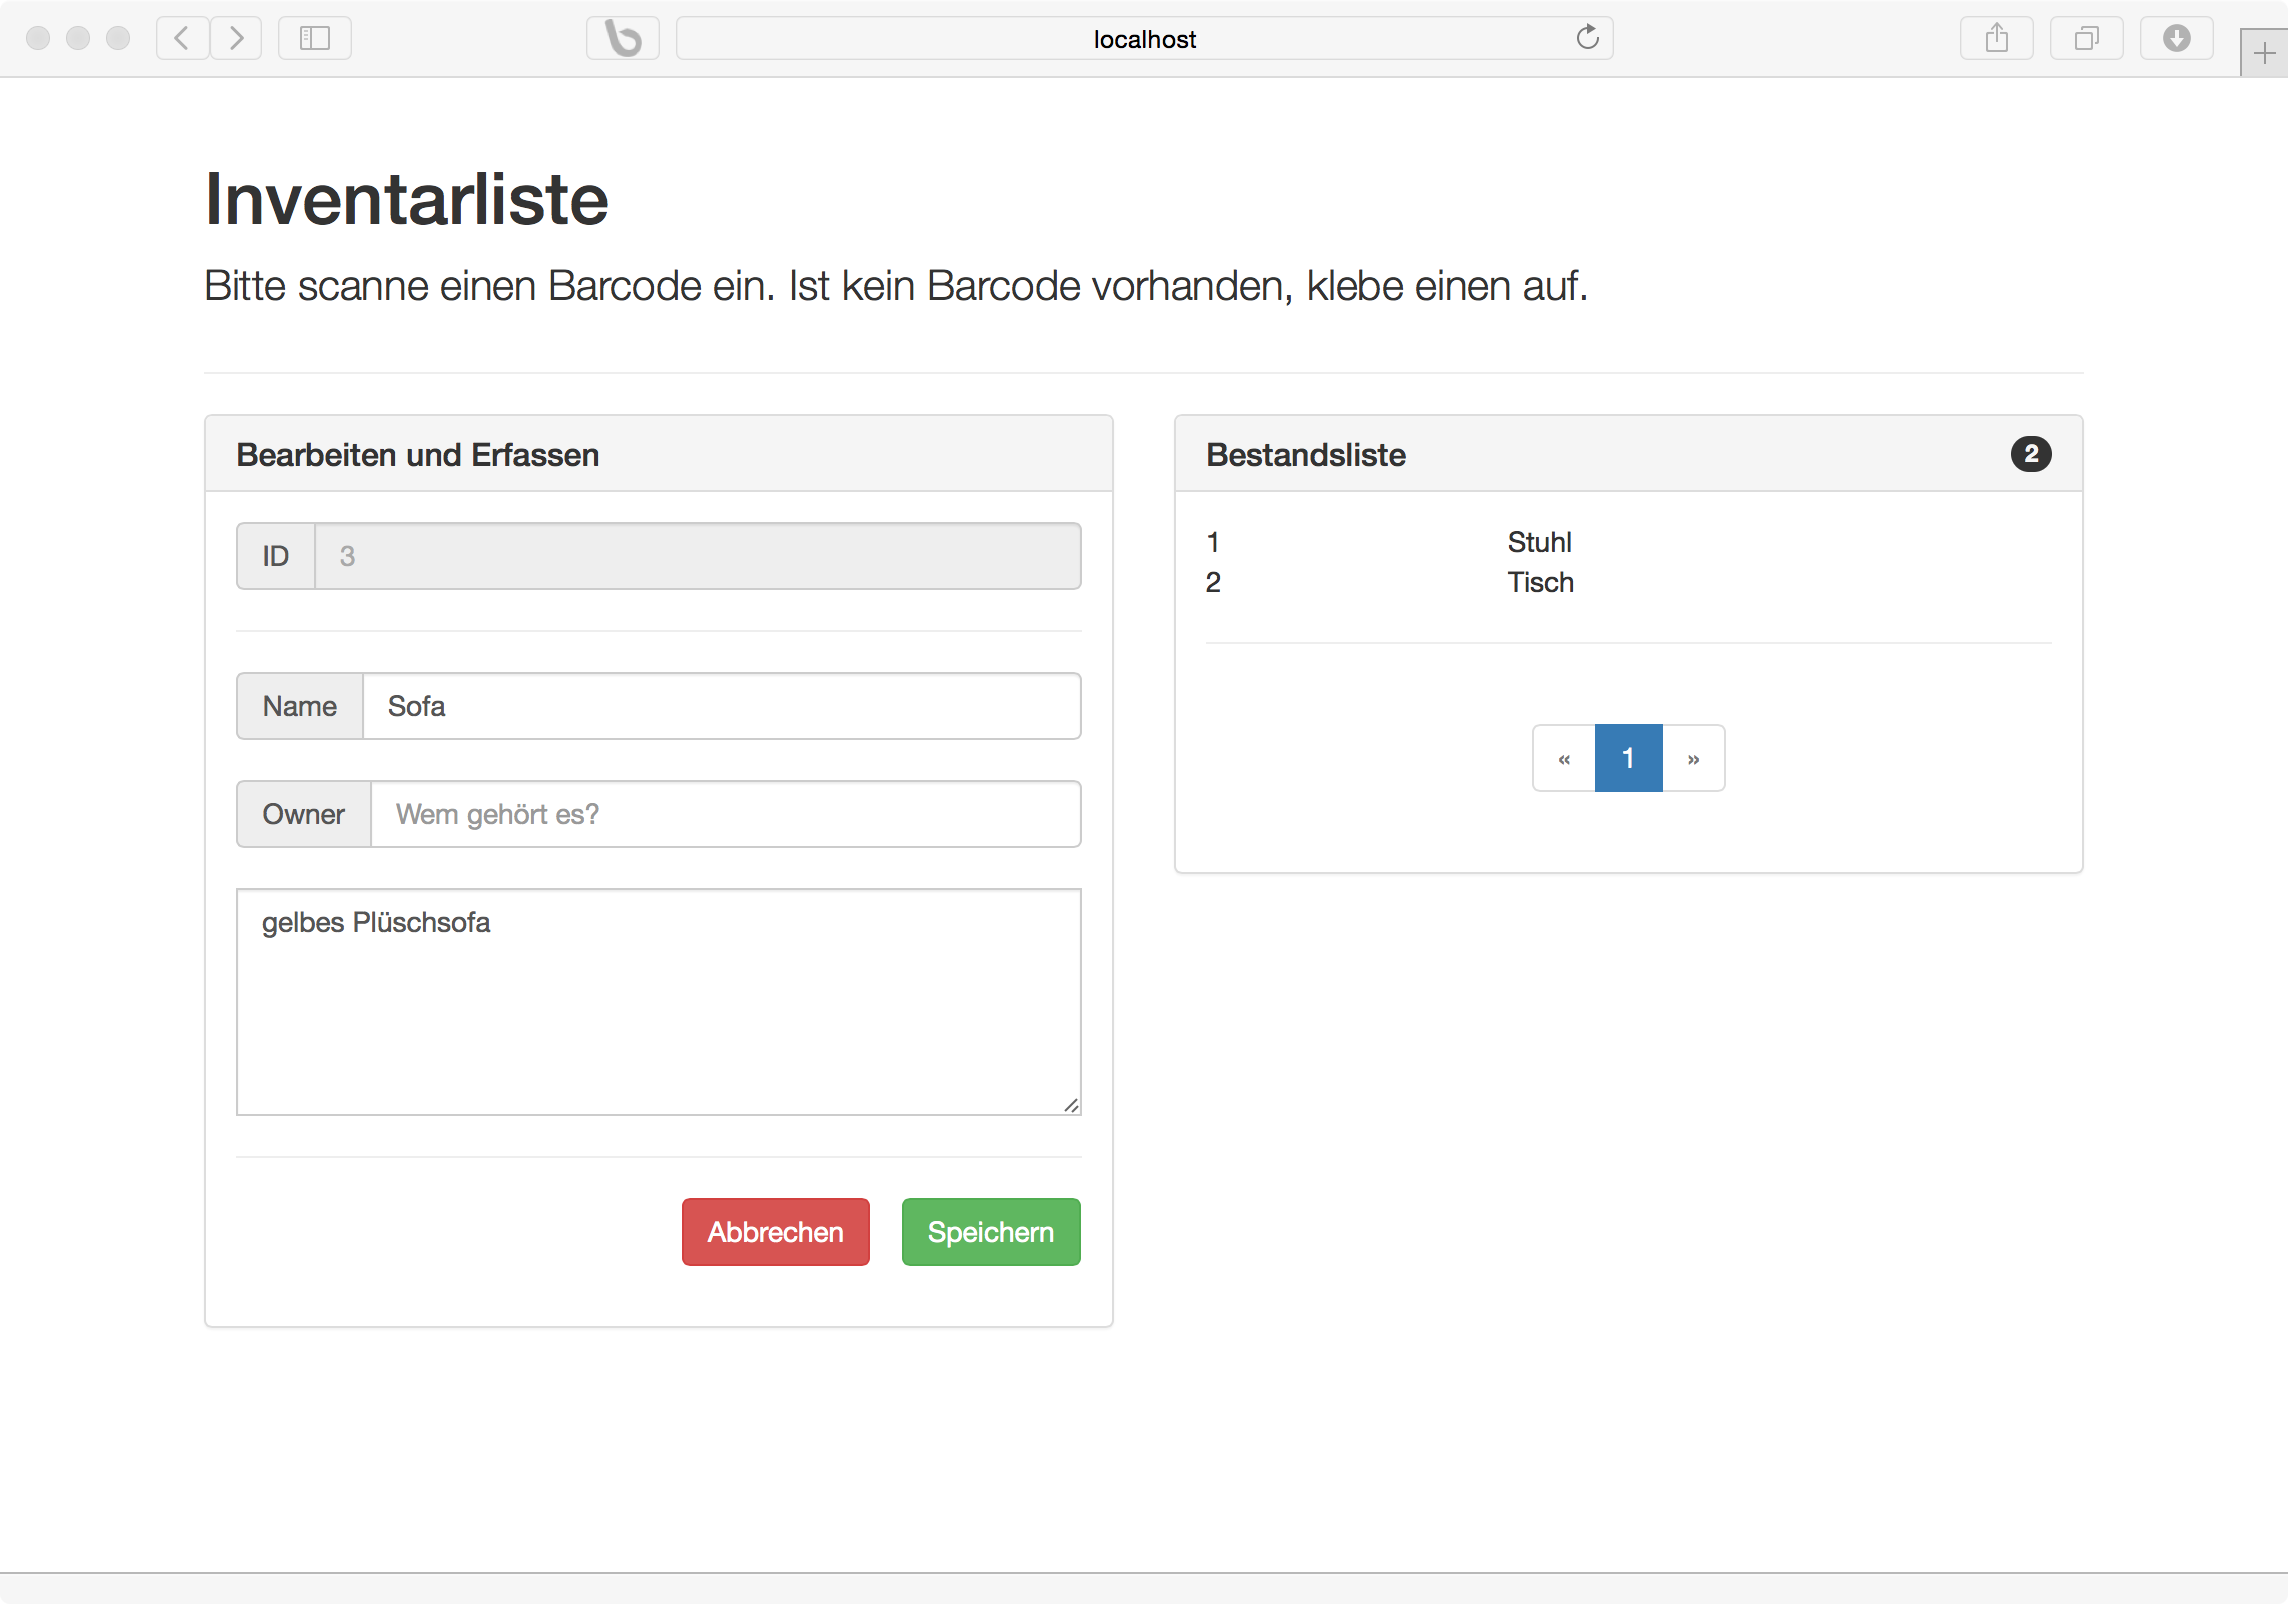 localhost
Inventarliste
Bitte scanne einen Barcode ein. Ist kein Barcode vorhanden, klebe einen auf.
Bearbeiten und Erfassen
ID 3
Name Sofa
Owner Wem gehört es?
gelbes Plüschsofa
Abbrechen Speichern
Bestandsliste 2
1 Stuhl
2 Tisch
« 1 »